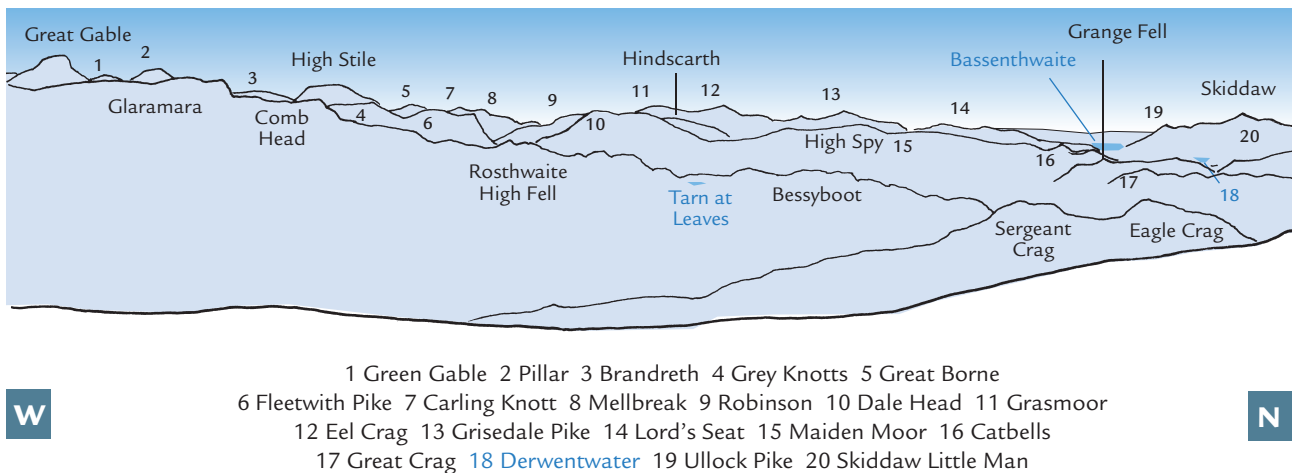 Great Gable
1
2
Glaramara
3
Comb
Head
High Stile
4
5
6
7
8
9
10
Rosthwaite
High Fell
Hindscarth
11
12
Tarn at
Leaves
Bessyboot
13
High Spy
15
14
Sergeant
Crag
Grange Fell
Bassenthwaite
16
17
Eagle Crag
18
19
Skiddaw
20
1 Green Gable 2 Pillar 3 Brandreth 4 Grey Knotts 5 Great Borne
6 Fleetwith Pike 7 Carling Knott 8 Mellbreak 9 Robinson 10 Dale Head 11 Grasmoor
12 Eel Crag 13 Grisedale Pike 14 Lord's Seat 15 Maiden Moor 16 Catbells
17 Great Crag 18 Derwentwater 19 Ullock Pike 20 Skiddaw Little Man
W
N